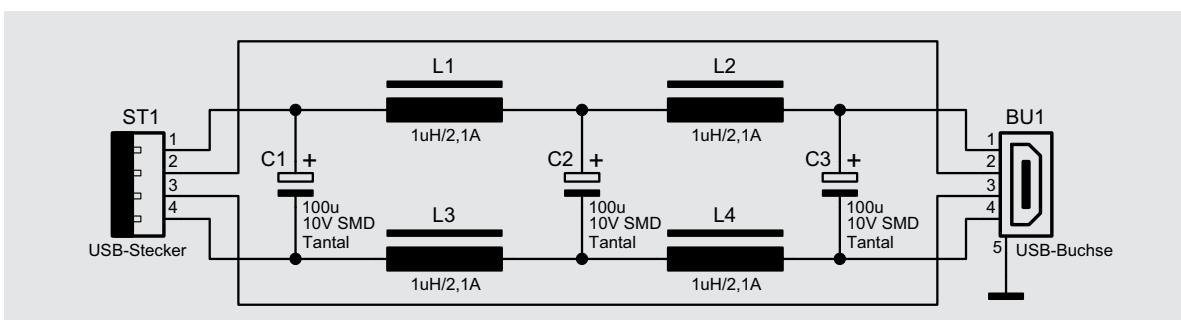 L1
L2
ST1
BU1
1uH/2,1A
1uH/2,1A
1
2
3
4
C1 +
C2 +
C3 +
1
2
3
4
5
100u
10V SMD
Tantal
100u
10V SMD
Tantal
100u
10V SMD
Tantal
L3
L4
USB-Stecker
USB-Buchse
1uH/2,1A
1uH/2,1A